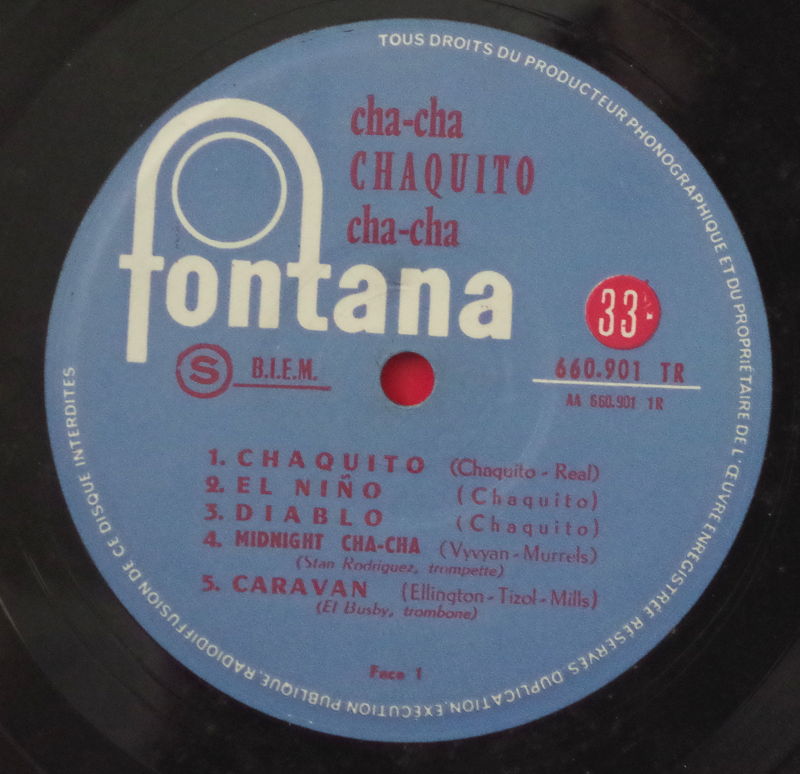 TOUS DROITS DU PRODUCTEUR PHONOGRAPHIQUE ET DU PROPRIÉTAIRE DE L'ŒUVRE ENREGISTRÉE RÉSERVÉS. DUPLICATION, EXÉCUTION PUBLIQUE, RADIODIFFUSION DE CE DISQUE INTERDITES
cha-cha
CHAQUITO
cha-cha
fontana
33
S B.I.E.M.
660.901 TR
AA 660.901 1R
1. CHAQUITO (Chaquito - Real)
2. EL NIÑO (Chaquito)
3. DIABLO (Chaquito)
4. MIDNIGHT CHA-CHA (Vyvyan - Murrels)
(Stan Rodriguez, trompette)
5. CARAVAN (Ellington - Tizol - Mills)
(El Busby, trombone)
Face 1